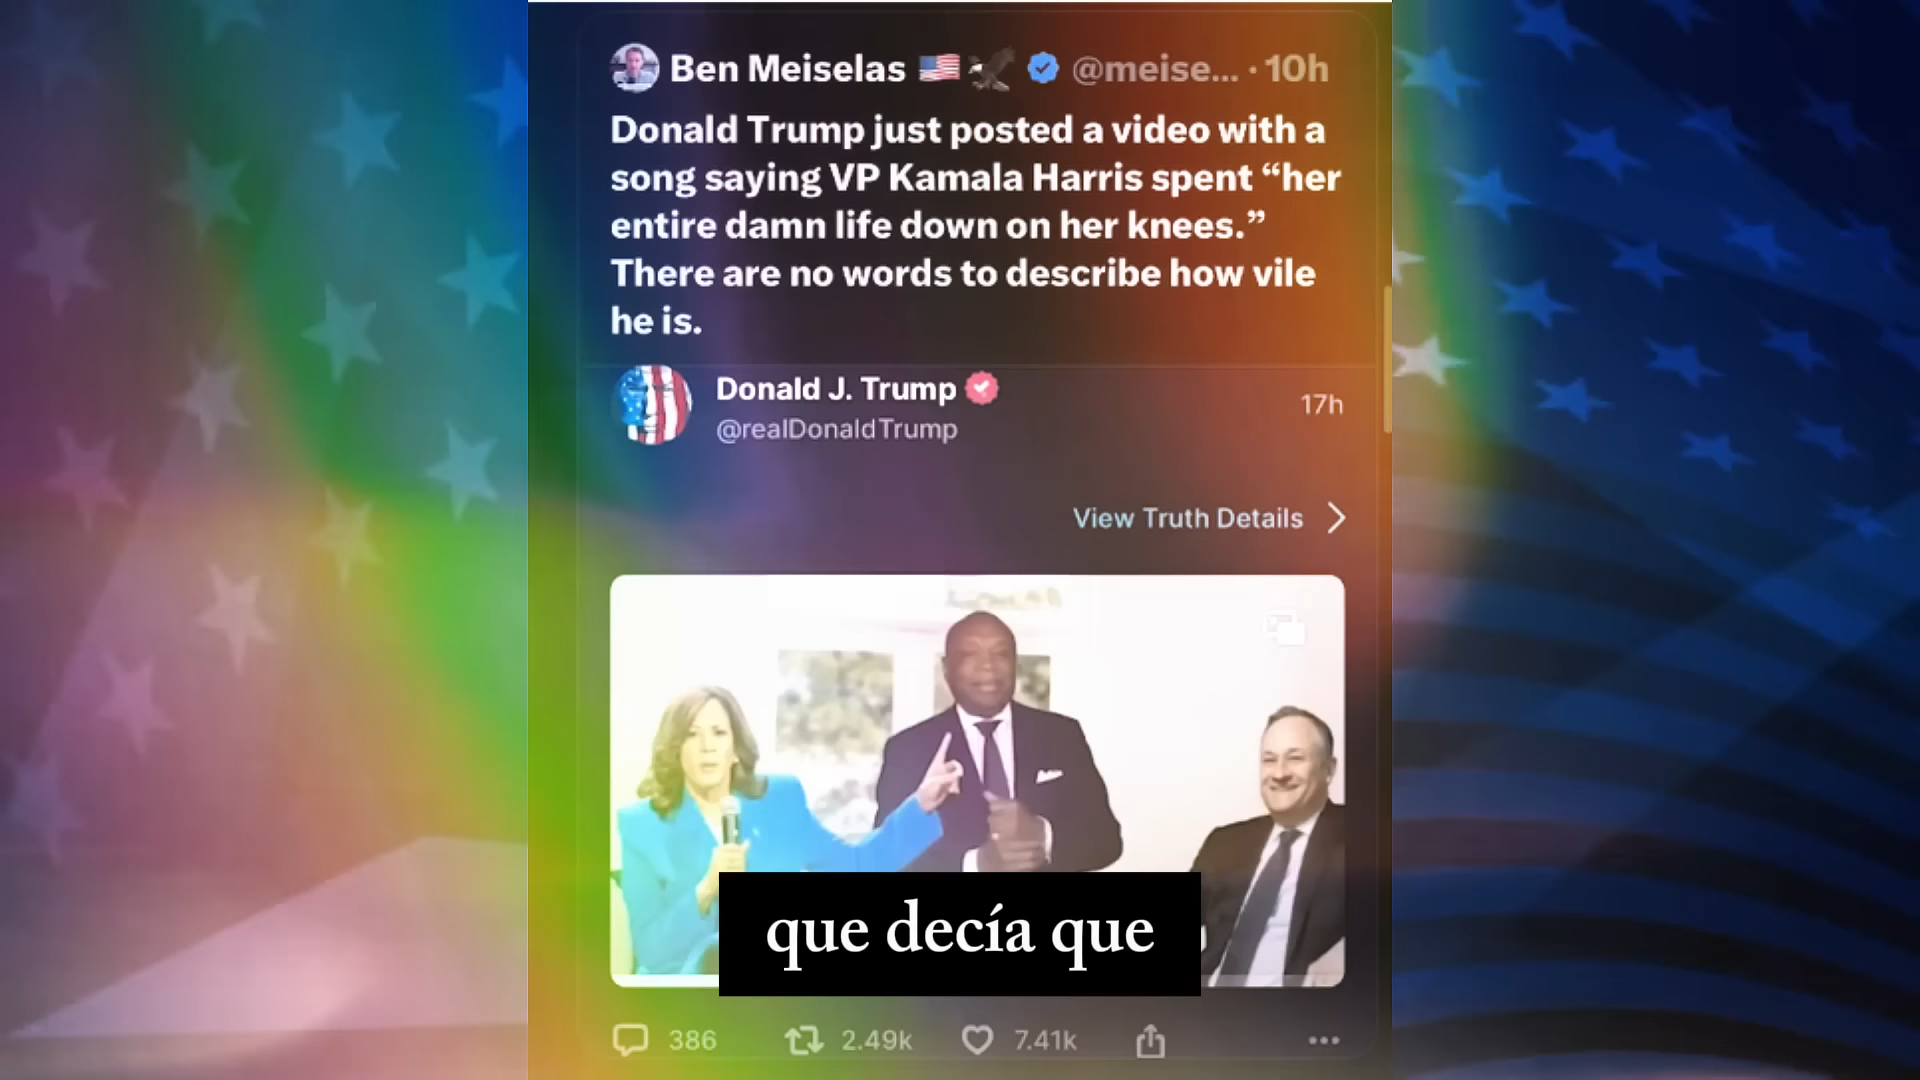 Ben Meiselas @meise... · 10h
Donald Trump just posted a video with a
song saying VP Kamala Harris spent “her
entire damn life down on her knees.”
There are no words to describe how vile
he is.
Donald J. Trump
@realDonaldTrump
17h
View Truth Details
que decía que
386 2.49k 7.41k